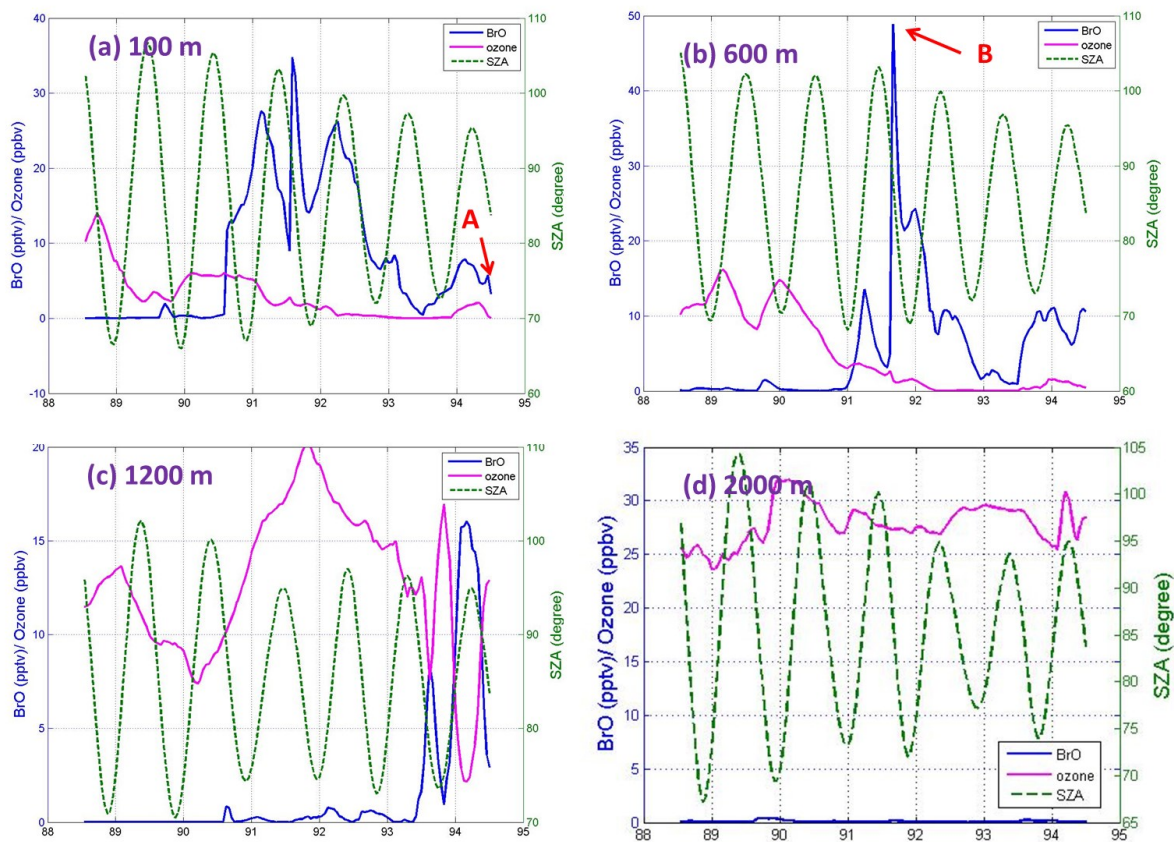 (a) 100 m
BrO
ozone
SZA
A
BrO (pptv)/ Ozone (ppbv)
SZA (degree)
40
30
20
10
0
-10
110
100
90
80
70
60
88 89 90 91 92 93 94 95
(b) 600 m
BrO
ozone
SZA
B
BrO (pptv)/ Ozone (ppbv)
SZA (degree)
50
40
30
20
10
0
110
100
90
80
70
60
88 89 90 91 92 93 94 95
(c) 1200 m
BrO
ozone
SZA
BrO (pptv)/ Ozone (ppbv)
SZA (degree)
20
15
10
5
0
110
100
90
80
70
88 89 90 91 92 93 94 95
(d) 2000 m
BrO
ozone
SZA
BrO (pptv)/ Ozone (ppbv)
SZA (degree)
35
30
25
20
15
10
5
0
105
100
95
90
85
80
75
70
65
88 89 90 91 92 93 94 95